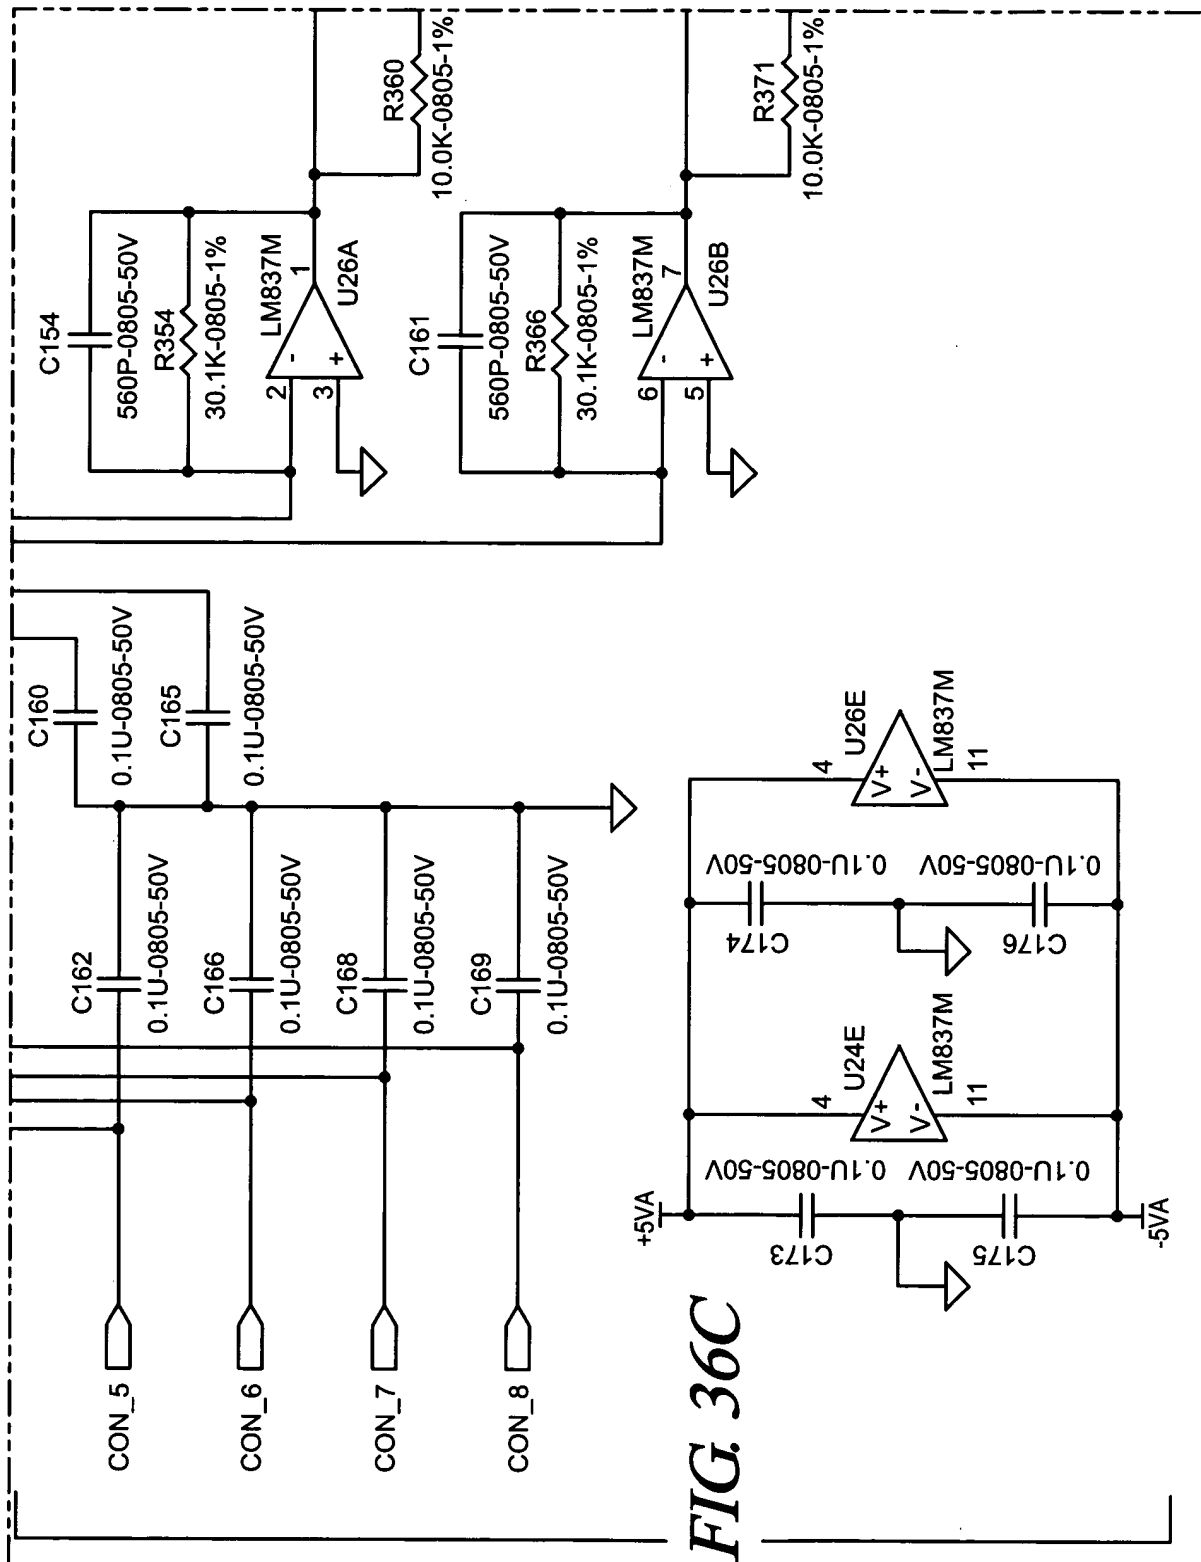 C154
560P-0805-50V
R354
30.1K-0805-1%
LM837M
2
-
3
+
1
U26A
R360
10.0K-0805-1%
C161
560P-0805-50V
R366
30.1K-0805-1%
LM837M
6
-
5
+
7
U26B
R371
10.0K-0805-1%
C160
0.1U-0805-50V
C165
0.1U-0805-50V
CON_5
C162
0.1U-0805-50V
CON_6
C166
0.1U-0805-50V
CON_7
C168
0.1U-0805-50V
CON_8
C169
0.1U-0805-50V
+5VA
C173
0.1U-0805-50V
C175
0.1U-0805-50V
-5VA
4
U24E
V+
V-
LM837M
11
C174
0.1U-0805-50V
C176
0.1U-0805-50V
4
U26E
V+
V-
LM837M
11
FIG. 36C